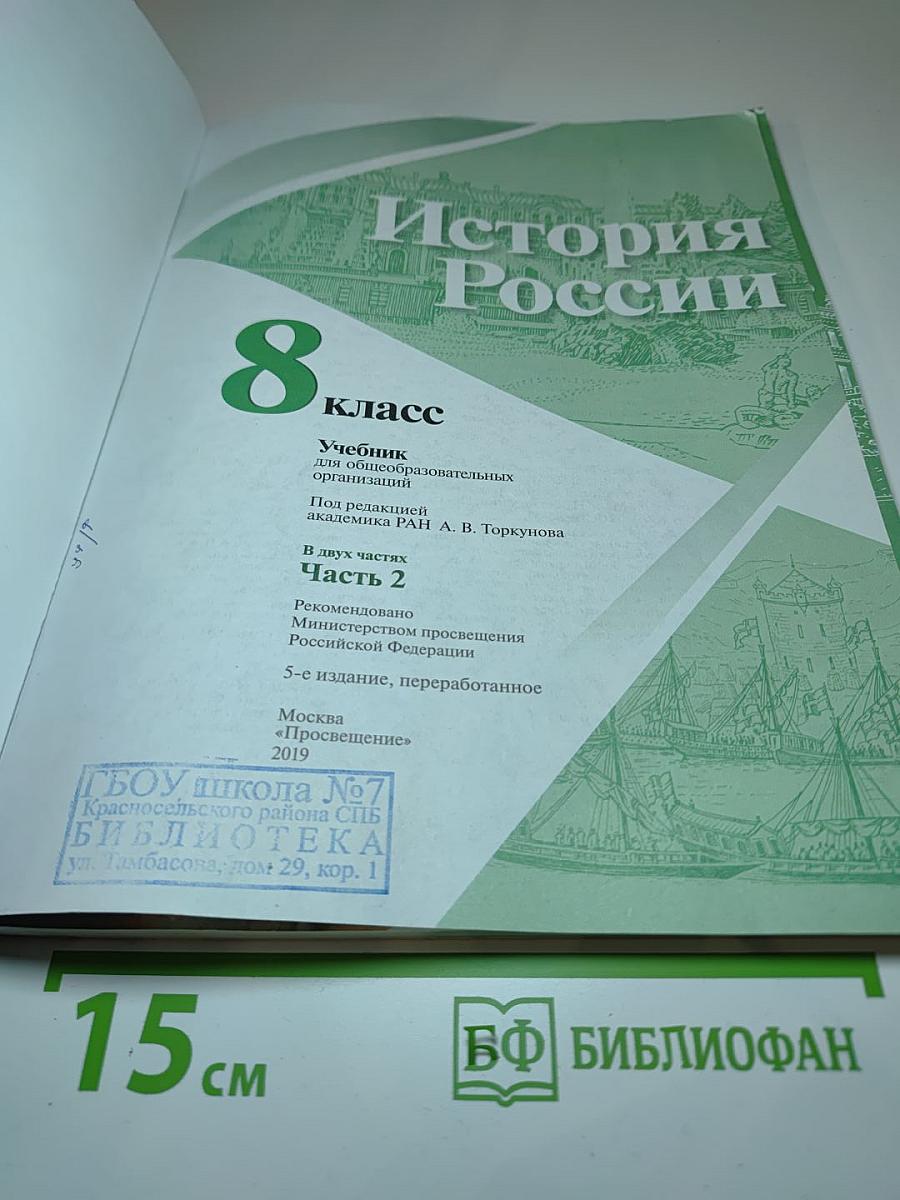 История
России
8 класс
Учебник
для общеобразовательных
организаций
Под редакцией
академика РАН А. В. Торкунова
В двух частях
Часть 2
Рекомендовано
Министерством просвещения
Российской Федерации
5-е издание, переработанное
Москва
«Просвещение»
2019
ГБОУ школа №7
Красносельского района СПБ
БИБЛИОТЕКА
ул. Тамбасова, дом 29, кор. 1
15 см
БФ БИБЛИОФАН